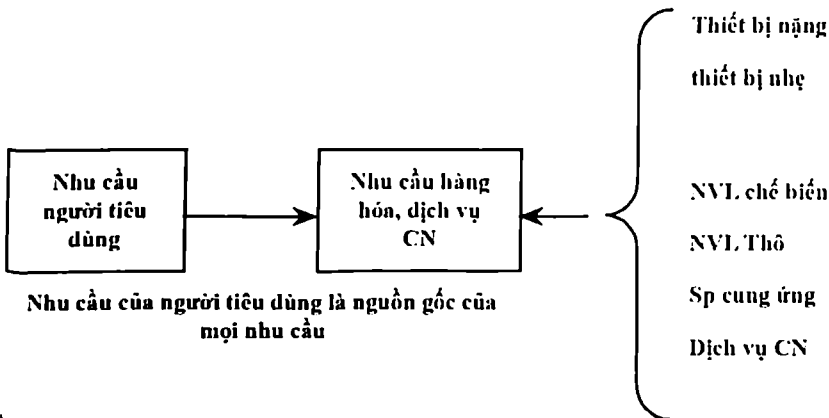 Nhu cầu
người tiêu
dùng
Nhu cầu hàng
hóa, dịch vụ
CN
Nhu cầu của người tiêu dùng là nguồn gốc của
mọi nhu cầu
Thiết bị nặng
thiết bị nhẹ
NVL chế biến
NVL Thô
Sp cung ứng
Dịch vụ CN